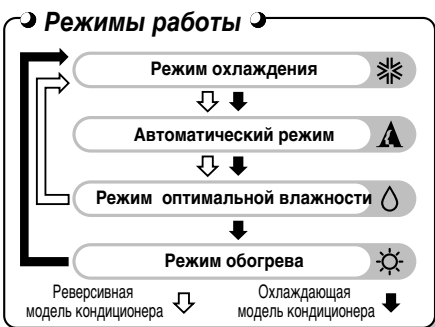 Режимы работы
Режим охлаждения
Автоматический режим
Режим оптимальной влажности
Режим обогрева
Реверсивная
модель кондиционера
Охлаждающая
модель кондиционера